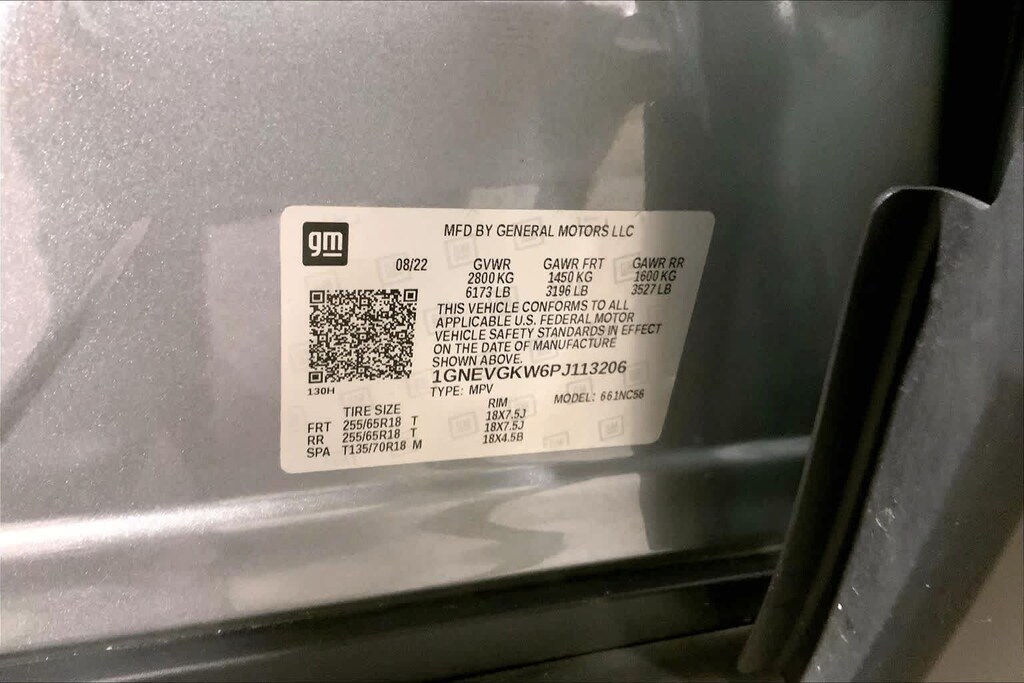 gm
MFD BY GENERAL MOTORS LLC
08/22 GVWR GAWR FRT GAWR RR
2800 KG 1450 KG 1600 KG
6173 LB 3196 LB 3527 LB
THIS VEHICLE CONFORMS TO ALL
APPLICABLE U.S. FEDERAL MOTOR
VEHICLE SAFETY STANDARDS IN EFFECT
ON THE DATE OF MANUFACTURE
SHOWN ABOVE.
1GNEVGKW6PJ113206
130H
TYPE: MPV MODEL: 661NC56
TIRE SIZE RIM
FRT 255/65R18 T 18X7.5J
RR 255/65R18 T 18X7.5J
SPA T135/70R18 M 18X4.5B